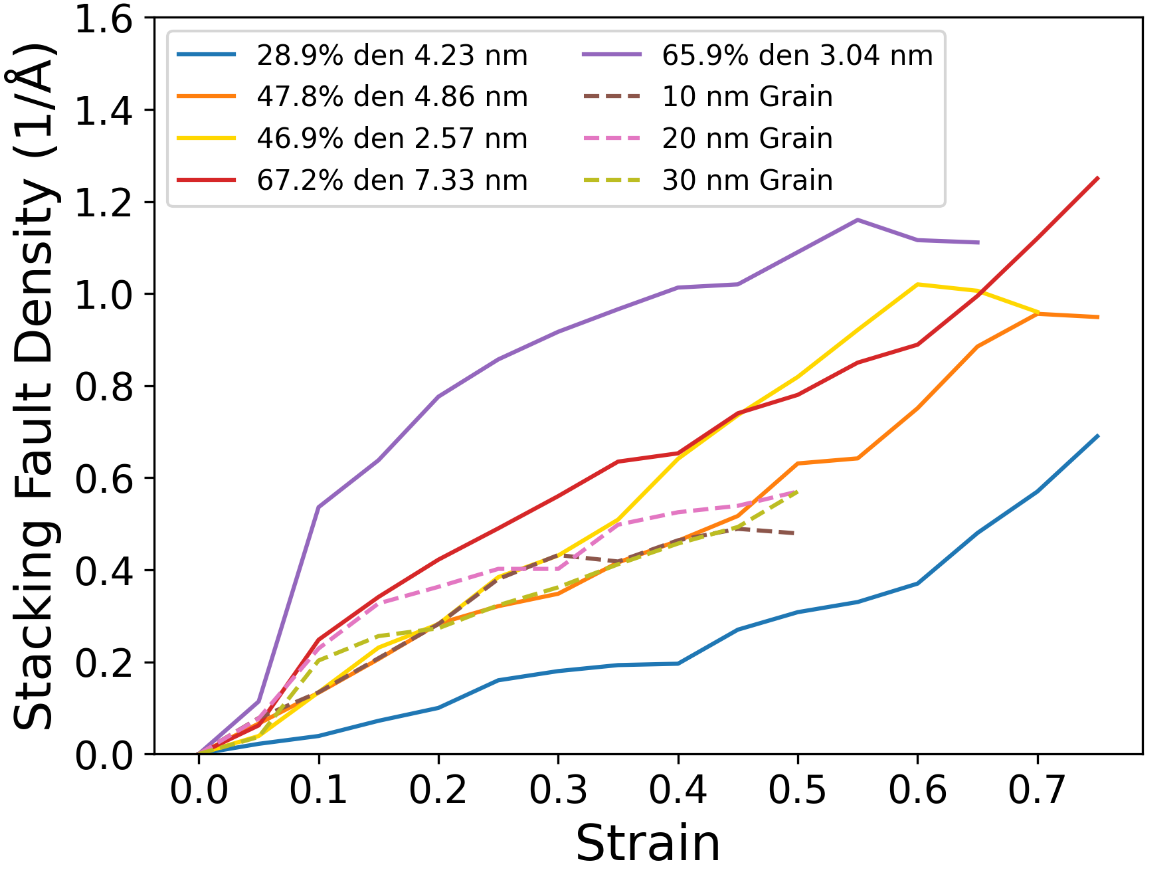 Stacking Fault Density (1/Å)
1.6
1.4
1.2
1.0
0.8
0.6
0.4
0.2
0.0
28.9% den 4.23 nm
47.8% den 4.86 nm
46.9% den 2.57 nm
67.2% den 7.33 nm
65.9% den 3.04 nm
10 nm Grain
20 nm Grain
30 nm Grain
0.0 0.1 0.2 0.3 0.4 0.5 0.6 0.7
Strain